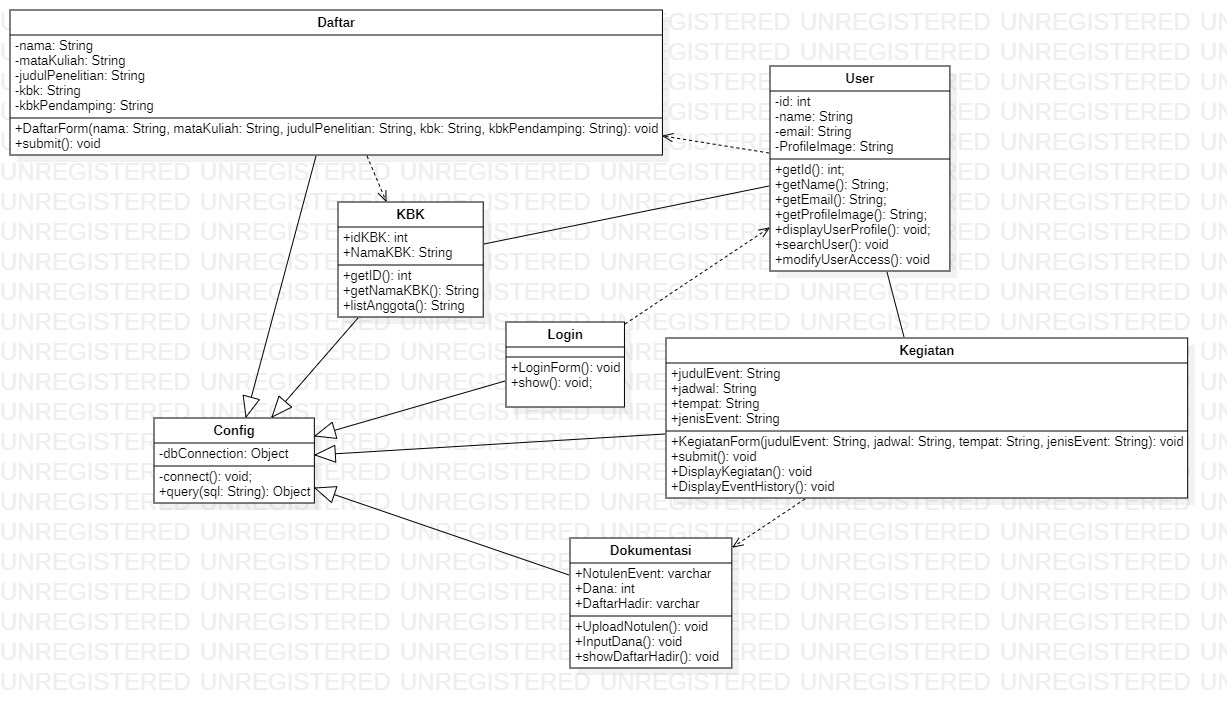 Daftar
-nama: String
-mataKuliah: String
-judulPenelitian: String
-kbk: String
-kbkPendamping: String
+DaftarForm(nama: String, mataKuliah: String, judulPenelitian: String, kbk: String, kbkPendamping: String): void
+submit(): void
User
-id: int
-name: String
-email: String
-ProfileImage: String
+getId(): int;
+getName(): String;
+getEmail(): String;
+getProfileImage(): String;
+displayUserProfile(): void;
+searchUser(): void
+modifyUserAccess(): void
KBK
+idKBK: int
+NamaKBK: String
+getID(): int
+getNamaKBK(): String
+listAnggota(): String
Login
+LoginForm(): void
+show(): void;
Kegiatan
+judulEvent: String
+jadwal: String
+tempat: String
+jenisEvent: String
+KegiatanForm(judulEvent: String, jadwal: String, tempat: String, jenisEvent: String): void
+submit(): void
+DisplayKegiatan(): void
+DisplayEventHistory(): void
Config
-dbConnection: Object
-connect(): void;
+query(sql: String): Object
Dokumentasi
+NotulenEvent: varchar
+Dana: int
+DaftarHadir: varchar
+UploadNotulen(): void
+InputDana(): void
+showDaftarHadir(): void
UNREGISTERED